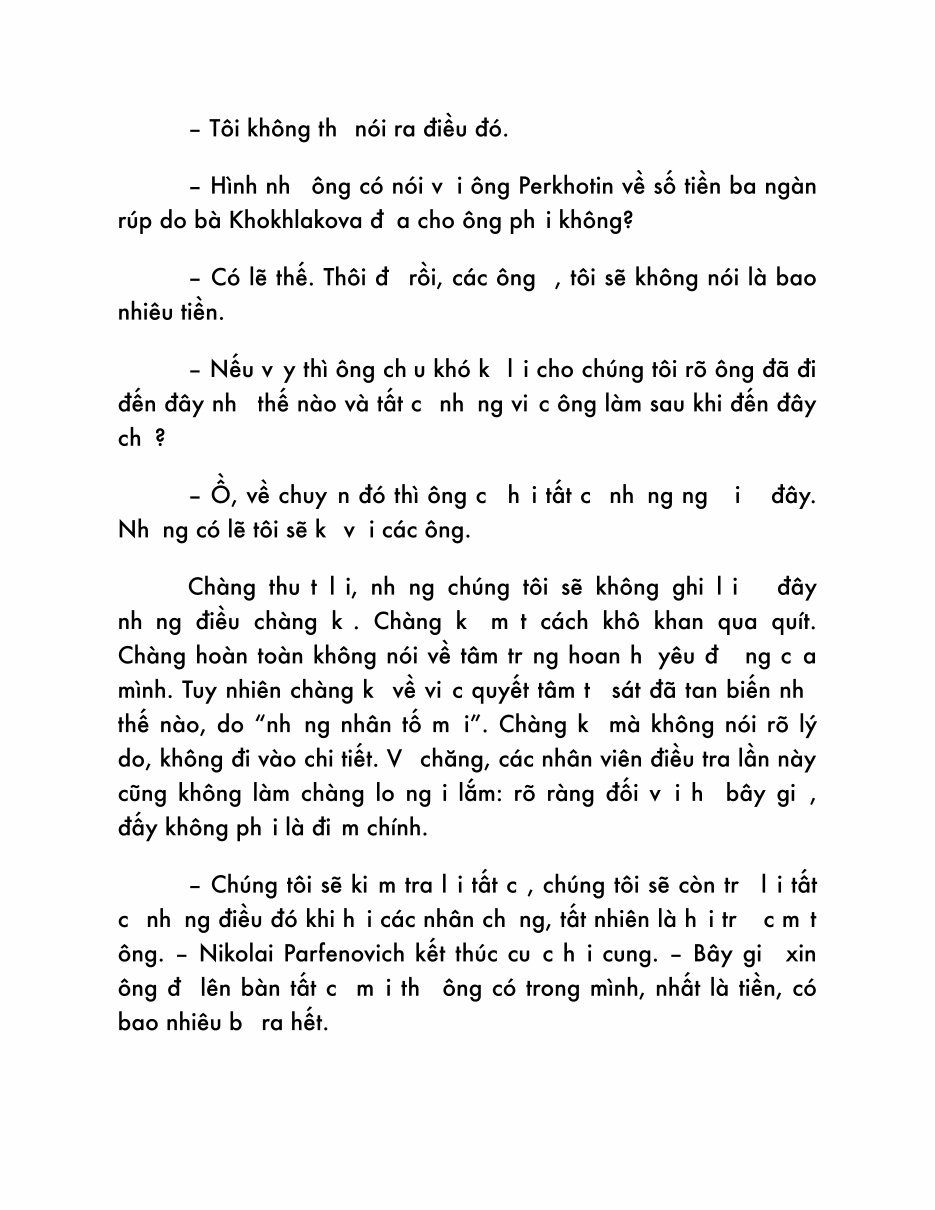 – Tôi không th  nói ra điều đó.
– Hình nh  ông có nói v i ông Perkhotin về số tiền ba ngàn
rúp do bà Khokhlakova đ a cho ông ph i không?
– Có lẽ thế. Thôi đ  rồi, các ông  , tôi sẽ không nói là bao
nhiêu tiền.
– Nếu v y thì ông ch u khó k  l i cho chúng tôi rõ ông đã đi
đến đây nh  thế nào và tất c  nh ng vi c ông làm sau khi đến đây
ch  ?
– Ồ, về chuy n đó thì ông c  h i tất c  nh ng ng  i   đây.
Nh ng có lẽ tôi sẽ k  v i các ông.
Chàng thu t l i, nh ng chúng tôi sẽ không ghi l i   đây
nh ng điều chàng k . Chàng k  m t cách khô khan qua quít.
Chàng hoàn toàn không nói về tâm tr ng hoan h  yêu đ  ng c a
mình. Tuy nhiên chàng k  về vi c quyết tâm t  sát đã tan biến nh
thế nào, do “nh ng nhân tố m i”. Chàng k  mà không nói rõ lý
do, không đi vào chi tiết. V  chăng, các nhân viên điều tra lần này
cũng không làm chàng lo ng i lắm: rõ ràng đối v i h  bây gi ,
đấy không ph i là đi m chính.
– Chúng tôi sẽ ki m tra l i tất c , chúng tôi sẽ còn tr  l i tất
c  nh ng điều đó khi h i các nhân ch ng, tất nhiên là h i tr  c m t
ông. – Nikolai Parfenovich kết thúc cu c h i cung. – Bây gi  xin
ông đ  lên bàn tất c  m i th  ông có trong mình, nhất là tiền, có
bao nhiêu b  ra hết.